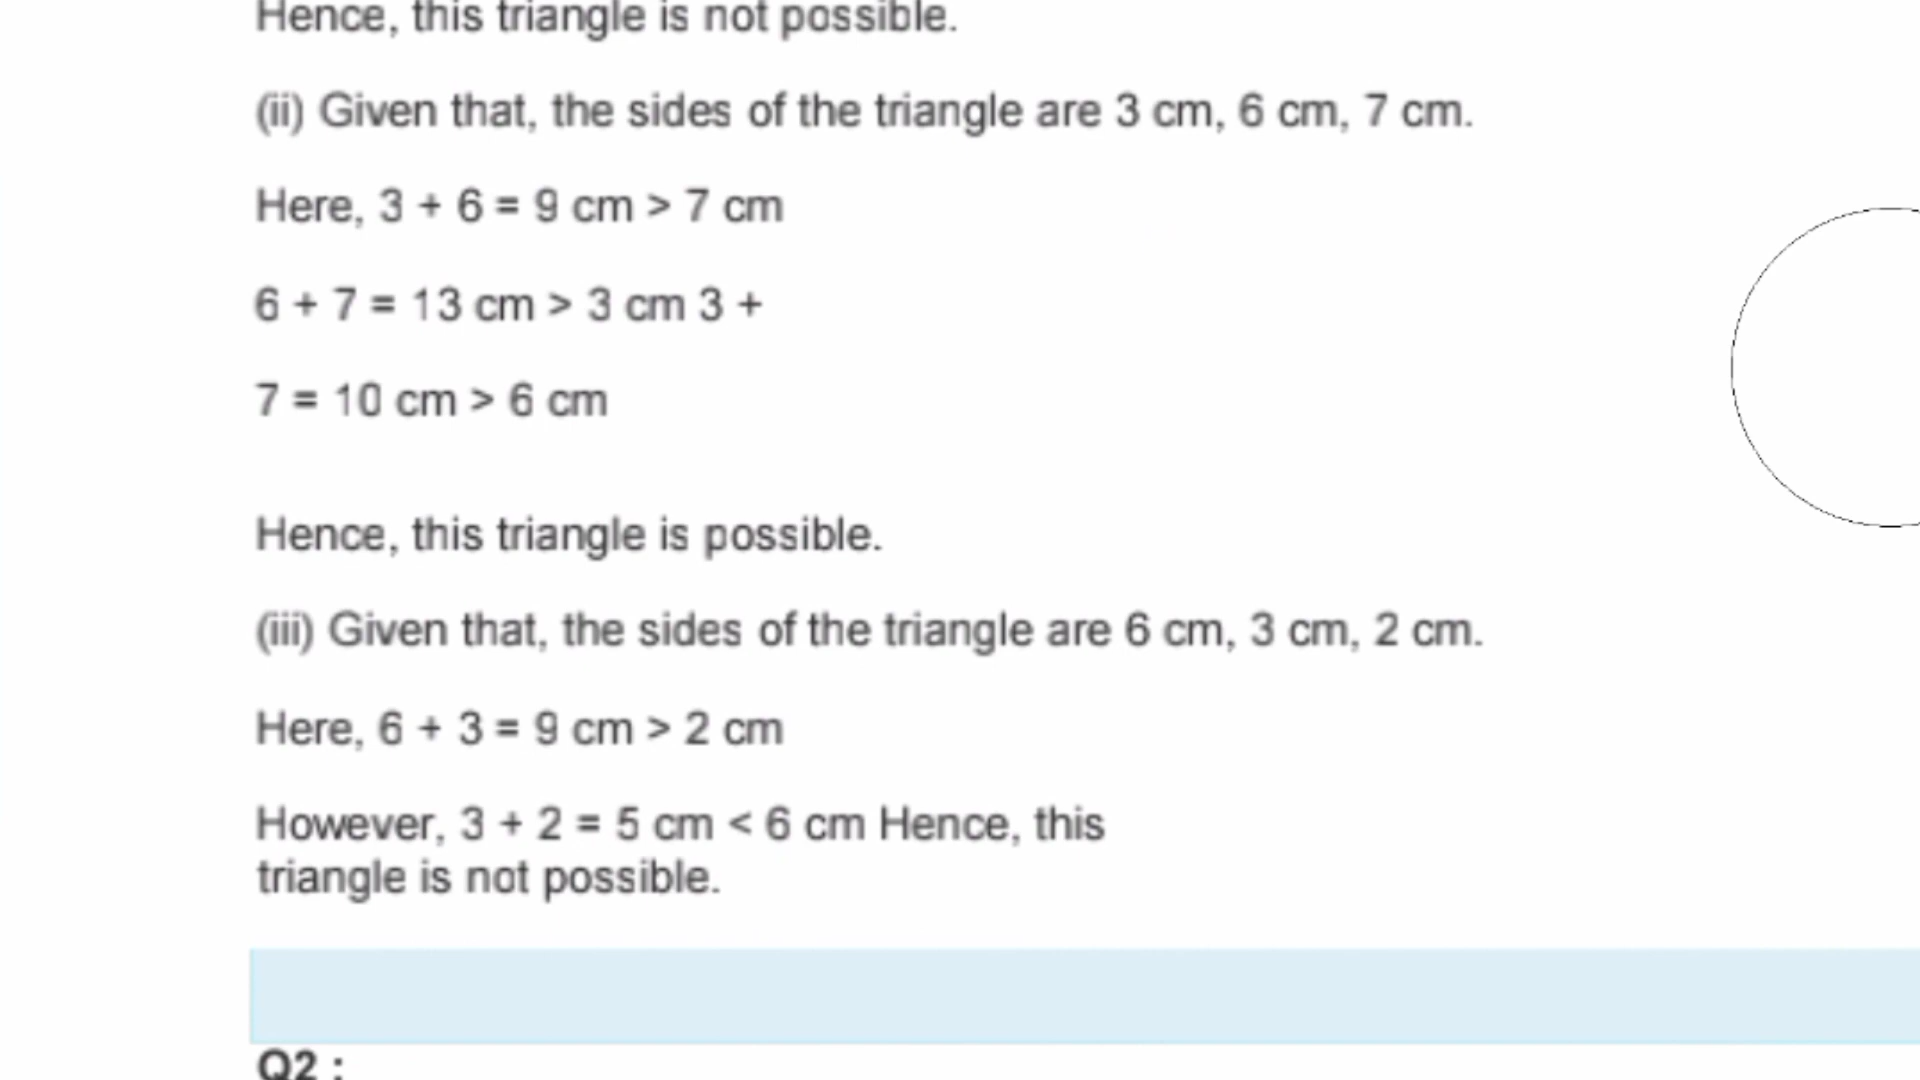 Hence, this triangle is not possible.
(ii) Given that, the sides of the triangle are 3 cm, 6 cm, 7 cm.
Here, 3 + 6 = 9 cm > 7 cm
6 + 7 = 13 cm > 3 cm 3 +
7 = 10 cm > 6 cm
Hence, this triangle is possible.
(iii) Given that, the sides of the triangle are 6 cm, 3 cm, 2 cm.
Here, 6 + 3 = 9 cm > 2 cm
However, 3 + 2 = 5 cm < 6 cm Hence, this
triangle is not possible.
Q2 :